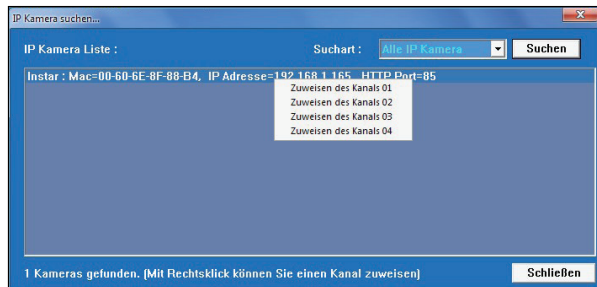 IP Kamera suchen...
IP Kamera Liste :
Suchart : Alle IP Kamera
Suchen
Instar : Mac=00-60-6E-8F-88-B4, IP Adresse=192.168.1.165, HTTP Port=85
Zuweisen des Kanals 01
Zuweisen des Kanals 02
Zuweisen des Kanals 03
Zuweisen des Kanals 04
1 Kameras gefunden. (Mit Rechtsklick können Sie einen Kanal zuweisen)
Schließen